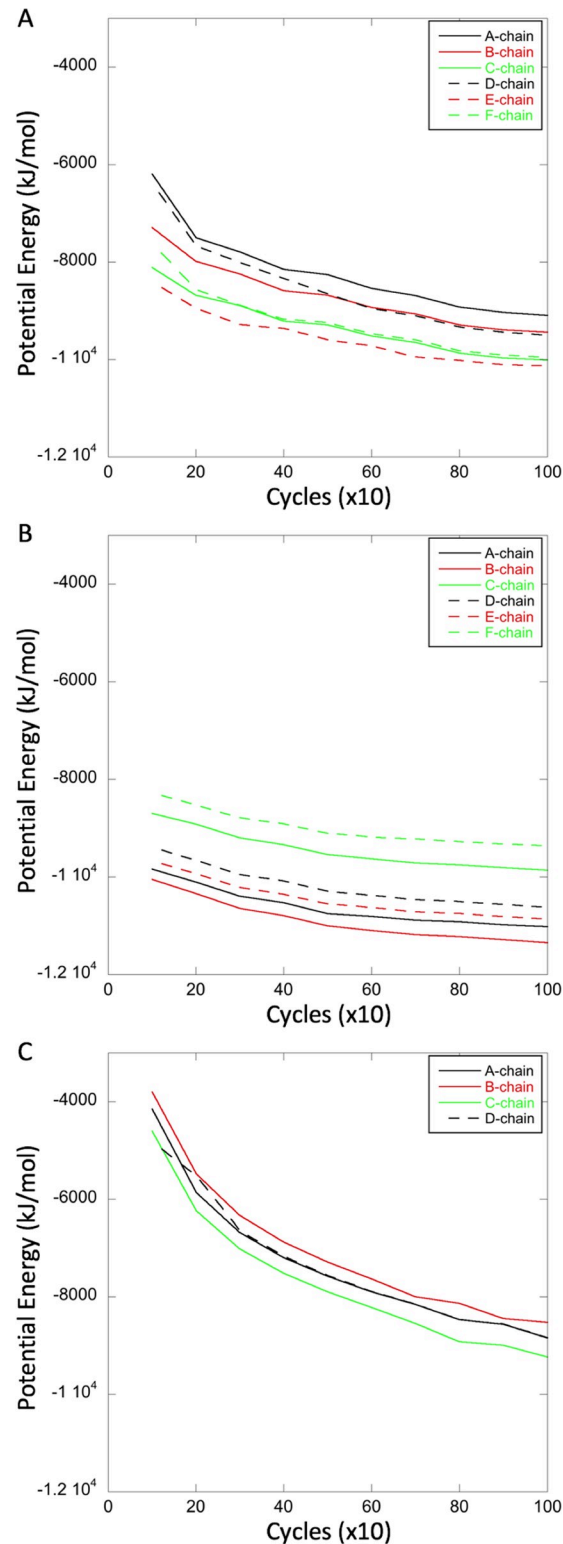 A
-4000
-6000
-8000
-1 10⁴
-1.2 10⁴
Potential Energy (kJ/mol)
A-chain
B-chain
C-chain
D-chain
E-chain
F-chain
0 20 40 60 80 100
Cycles (x10)
B
-4000
-6000
-8000
-1 10⁴
-1.2 10⁴
Potential Energy (kJ/mol)
A-chain
B-chain
C-chain
D-chain
E-chain
F-chain
0 20 40 60 80 100
Cycles (x10)
C
-4000
-6000
-8000
-1 10⁴
-1.2 10⁴
Potential Energy (kJ/mol)
A-chain
B-chain
C-chain
D-chain
0 20 40 60 80 100
Cycles (x10)